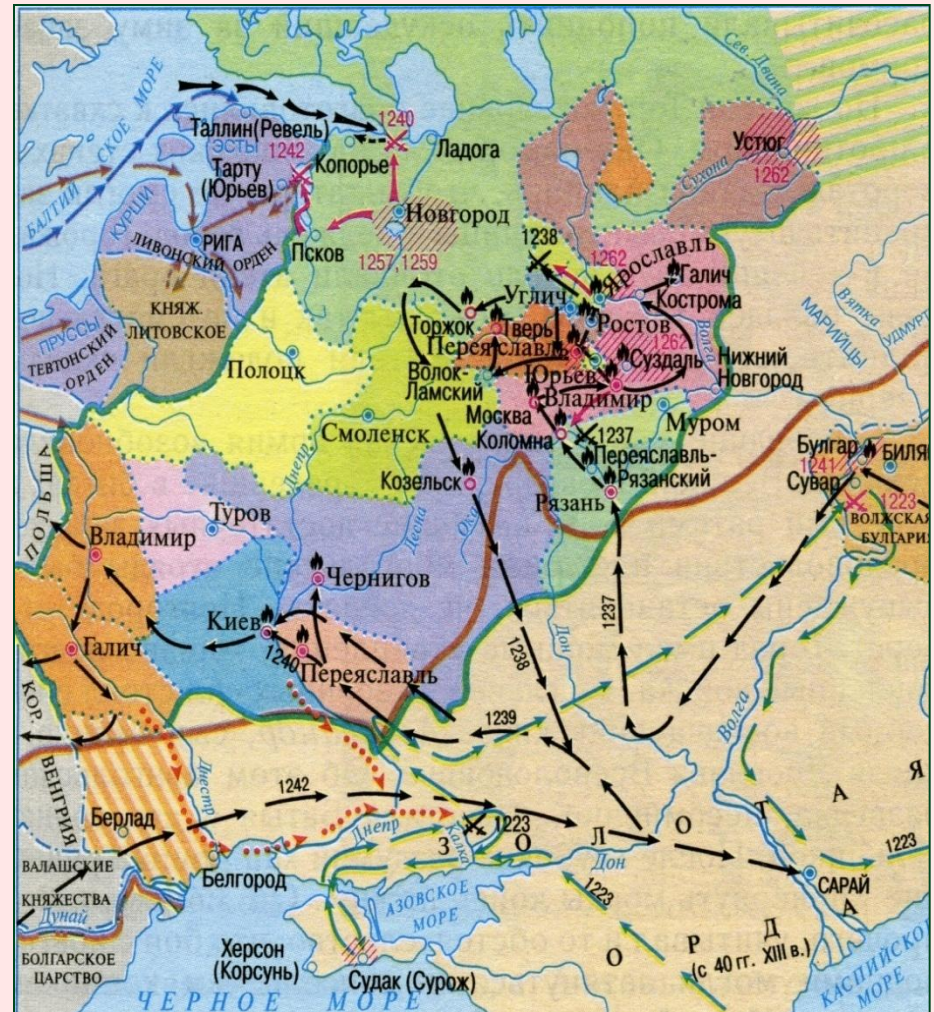 Сев. Двина
БАЛТИЙСКОЕ МОРЕ
Таллин(Ревель)
ЭСТЫ
1242
Тарту
(Юрьев)
Копорье
1240
Ладога
Устюг
1262
Сухона
КУРШИ
РИГА
ЛИВОНСКИЙ ОРДЕН
Псков
Новгород
1257,1259
1238
1262
Ярославль
Галич
Кострома
Углич
Ростов
КНЯЖ.
ЛИТОВСКОЕ
ПРУССЫ
ТЕВТОНСКИЙ
ОРДЕН
Торжок
Тверь
Переяславль
1262
Суздаль
Волга
Нижний
Новгород
МАРИЙЦЫ
Вятка
УДМУРТ
Полоцк
Волок-
Ламский
Юрьев
Владимир
Москва
Коломна
1237
Муром
Смоленск
Днепр
Переяславль-
Рязанский
Козельск
Рязань
Булгар
1241
Сувар
БИЛЯ
1223
ВОЛЖСКАЯ
БУЛГАРИЯ
ПОЛЬША
Владимир
Туров
Десна
Ока
Чернигов
Киев
1240
Переяславль
Галич
Дон
1237
1238
1239
Волга
КОР.
ВЕНГРИЯ
Днестр
Берлад
1242
Днепр
Калка
1223
ЗОЛОТАЯ
1223
ВАЛАШСКИЕ
КНЯЖЕСТВА
Дунай
Белгород
Дон
САРАЙ
АЗОВСКОЕ
МОРЕ
1223
БОЛГАРСКОЕ
ЦАРСТВО
Херсон
(Корсунь)
Судак (Сурож)
ОРДА
(с 40 гг. XIII в.)
КАСПИЙСКОЕ
МОРЕ
ЧЕРНОЕ МОРЕ